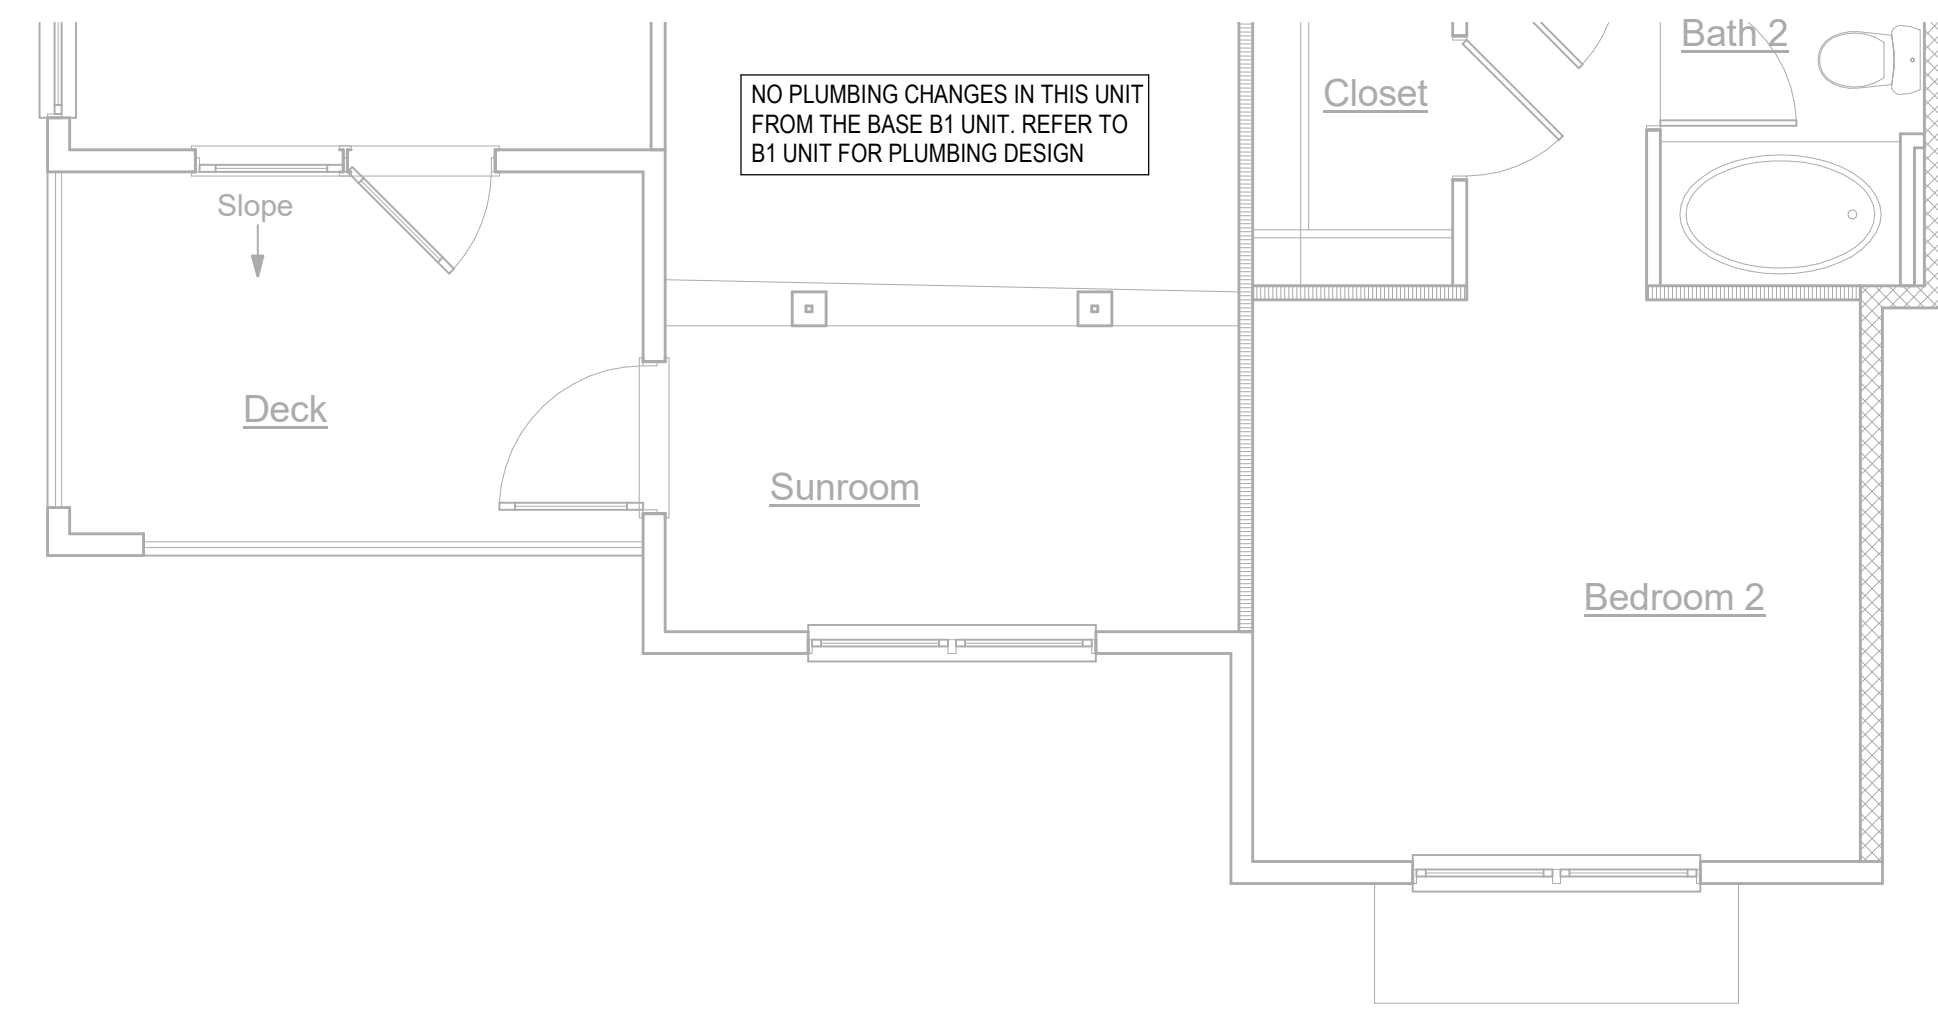 Bath 2
NO PLUMBING CHANGES IN THIS UNIT
FROM THE BASE B1 UNIT. REFER TO
B1 UNIT FOR PLUMBING DESIGN
Closet
Slope
Deck
Sunroom
Bedroom 2